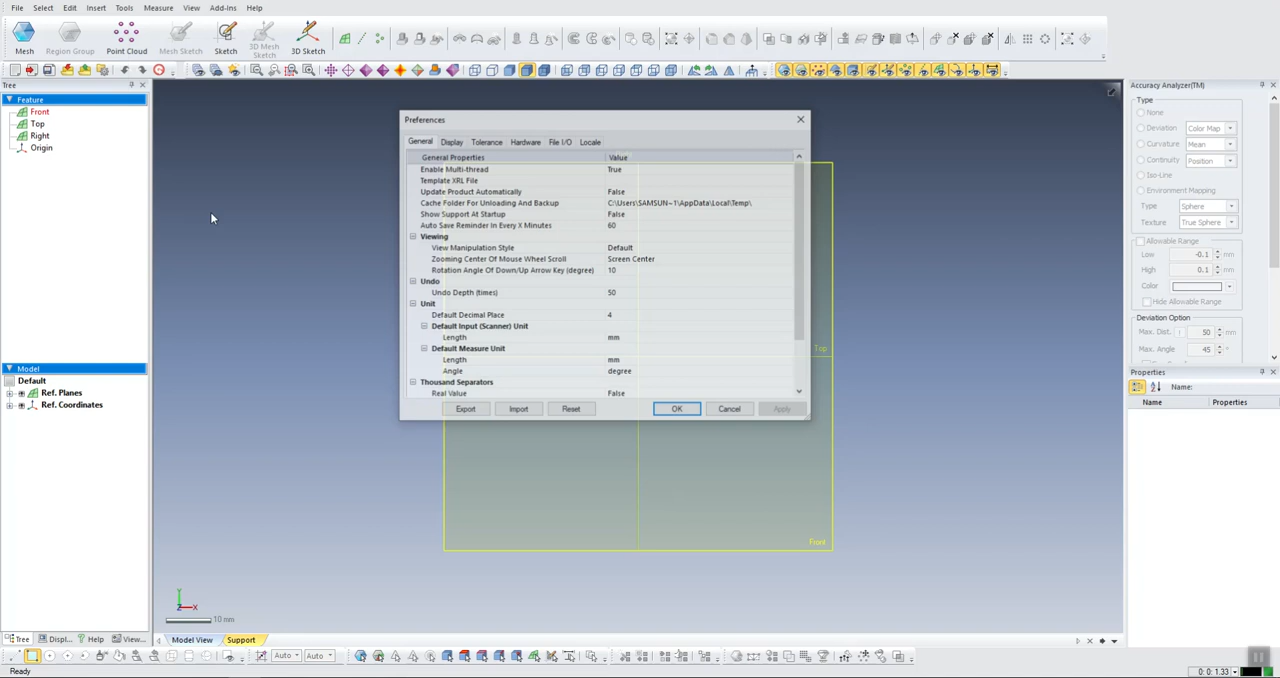 File Select Edit Insert Tools Measure View Add-Ins Help
Mesh Region Group Point Cloud Mesh Sketch Sketch 3D Mesh Sketch 3D Sketch
Tree
Feature
Front
Top
Right
Origin
Model
Default
Ref. Planes
Ref. Coordinates
Tree Displ... Help View...
Preferences
General Display Tolerance Hardware File I/O Locale
General Properties Value
Enable Multi-thread True
Template XRL File
Update Product Automatically False
Cache Folder For Unloading And Backup C:\Users\SAMSUN~1\AppData\Local\Temp\
Show Support At Startup False
Auto Save Reminder In Every X Minutes 60
Viewing
View Manipulation Style Default
Zooming Center Of Mouse Wheel Scroll Screen Center
Rotation Angle Of Down/Up Arrow Key (degree) 10
Undo
Undo Depth (times) 50
Unit
Default Decimal Place 4
Default Input (Scanner) Unit
Length mm
Default Measure Unit
Length mm
Angle degree
Thousand Separators
Real Value False
Export Import Reset OK Cancel Apply
Top
Front
Y
Z X
10 mm
Model View Support
Accuracy Analyzer(TM)
Type
None
Deviation Color Map
Curvature Mean
Continuity Position
Iso-Line
Environment Mapping
Type Sphere
Texture True Sphere
Allowable Range
Low -0.1 mm
High 0.1 mm
Color
Hide Allowable Range
Deviation Option
Max. Dist. 50 mm
Max. Angle 45 °
Properties
Name:
Name Properties
Auto Auto
Ready
0: 0: 1.33